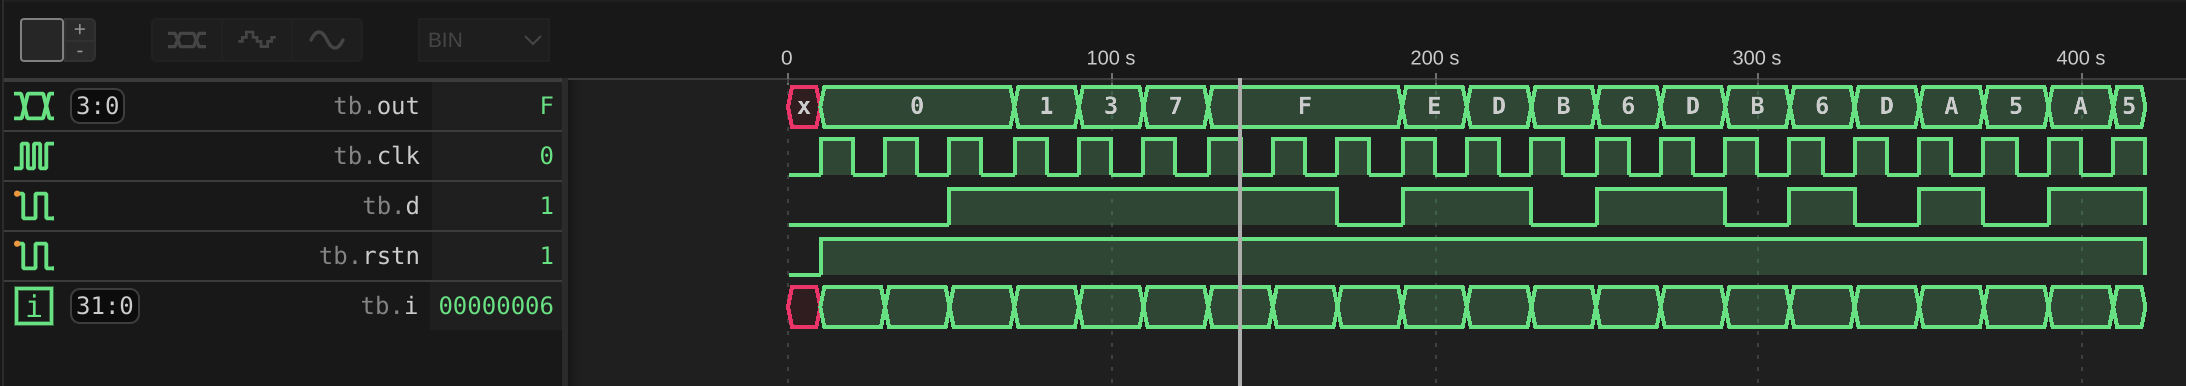 +
-
BIN
0 100 s 200 s 300 s 400 s
3:0 tb.out F x 0 1 3 7 F E D B 6 D B 6 D A 5 A 5
tb.clk 0
tb.d 1
tb.rstn 1
i 31:0 tb.i 00000006